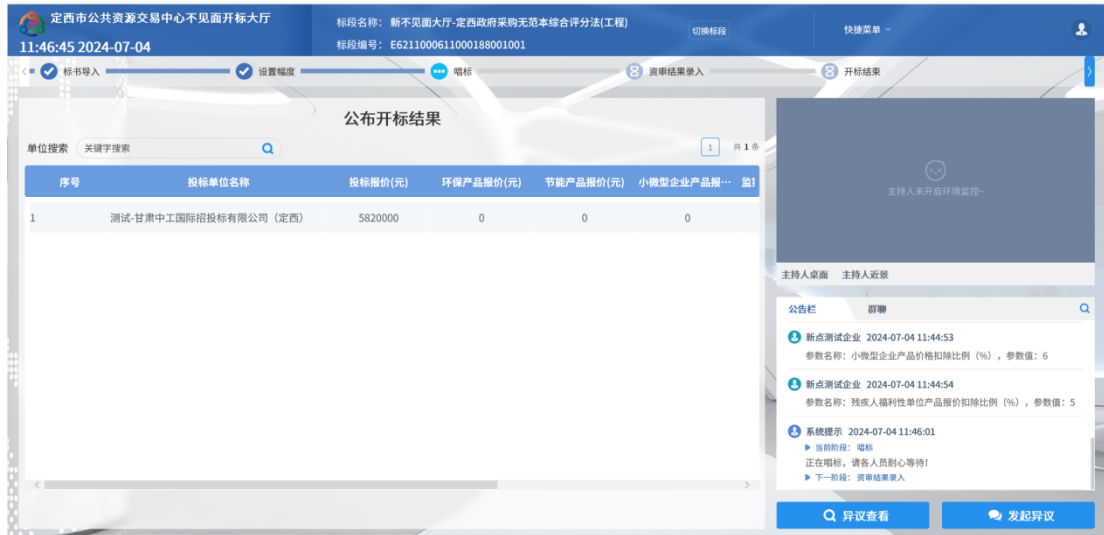 定西市公共资源交易中心不见面开标大厅
11:46:45 2024-07-04
标段名称： 新不见面大厅-定西政府采购无范本综合评分法(工程)
标段编号： E6211000611000188001001
切换标段
快捷菜单
标书导入
设置幅度
唱标
资审结果录入
开标结束
公布开标结果
单位搜索 关键字搜索
1 共 1 条
序号 投标单位名称 投标报价(元) 环保产品报价(元) 节能产品报价(元) 小微型企业产品报… 监
1 测试-甘肃中工国际招投标有限公司（定西） 5820000 0 0 0
主持人未开启环境监控~
主持人桌面 主持人近景
公告栏 群聊
新点测试企业 2024-07-04 11:44:53
参数名称：小微型企业产品价格扣除比例（%），参数值：6
新点测试企业 2024-07-04 11:44:54
参数名称：残疾人福利性单位产品报价扣除比例（%），参数值：5
系统提示 2024-07-04 11:46:01
当前阶段： 唱标
正在唱标，请各人员耐心等待!
下一阶段： 资审结果录入
异议查看
发起异议